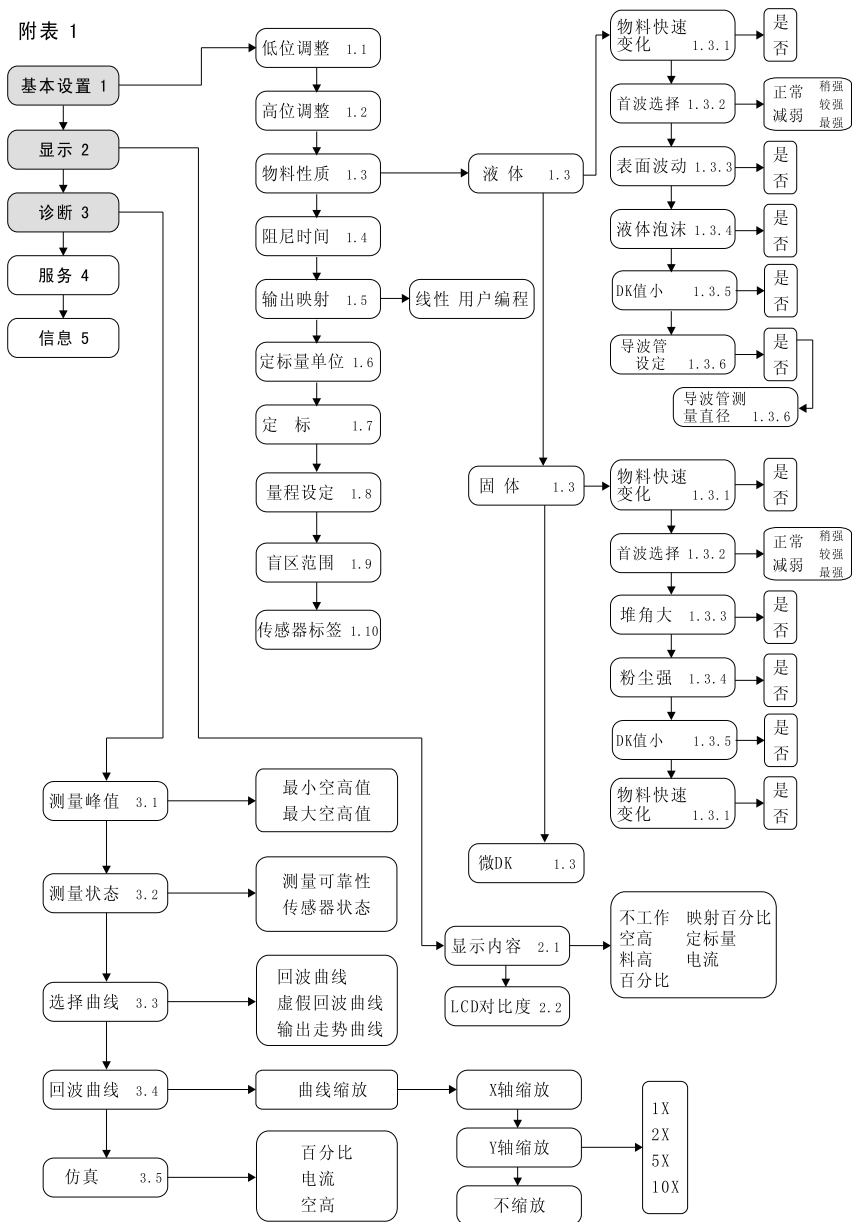 附表 1
基本设置 1
显示 2
诊断 3
服务 4
信息 5
低位调整 1.1
高位调整 1.2
物料性质 1.3
阻尼时间 1.4
输出映射 1.5
线性 用户编程
定标量单位 1.6
定 标 1.7
量程设定 1.8
盲区范围 1.9
传感器标签 1.10
液 体 1.3
物料快速
变化 1.3.1
是
否
首波选择 1.3.2
正常 稍强
较强
减弱
最强
表面波动 1.3.3
是
否
液体泡沫 1.3.4
是
否
DK值小 1.3.5
是
否
导波管
设定 1.3.6
是
否
导波管测
量直径 1.3.6
固 体 1.3
物料快速
变化 1.3.1
是
否
首波选择 1.3.2
正常 稍强
较强
减弱
最强
堆角大 1.3.3
是
否
粉尘强 1.3.4
是
否
DK值小 1.3.5
是
否
物料快速
变化 1.3.1
是
否
微DK 1.3
显示内容 2.1
不工作 映射百分比
空高 定标量
料高 电流
百分比
LCD对比度 2.2
测量峰值 3.1
最小空高值
最大空高值
测量状态 3.2
测量可靠性
传感器状态
选择曲线 3.3
回波曲线
虚假回波曲线
输出走势曲线
回波曲线 3.4
曲线缩放
X轴缩放
Y轴缩放
不缩放
1X
2X
5X
10X
仿真 3.5
百分比
电流
空高